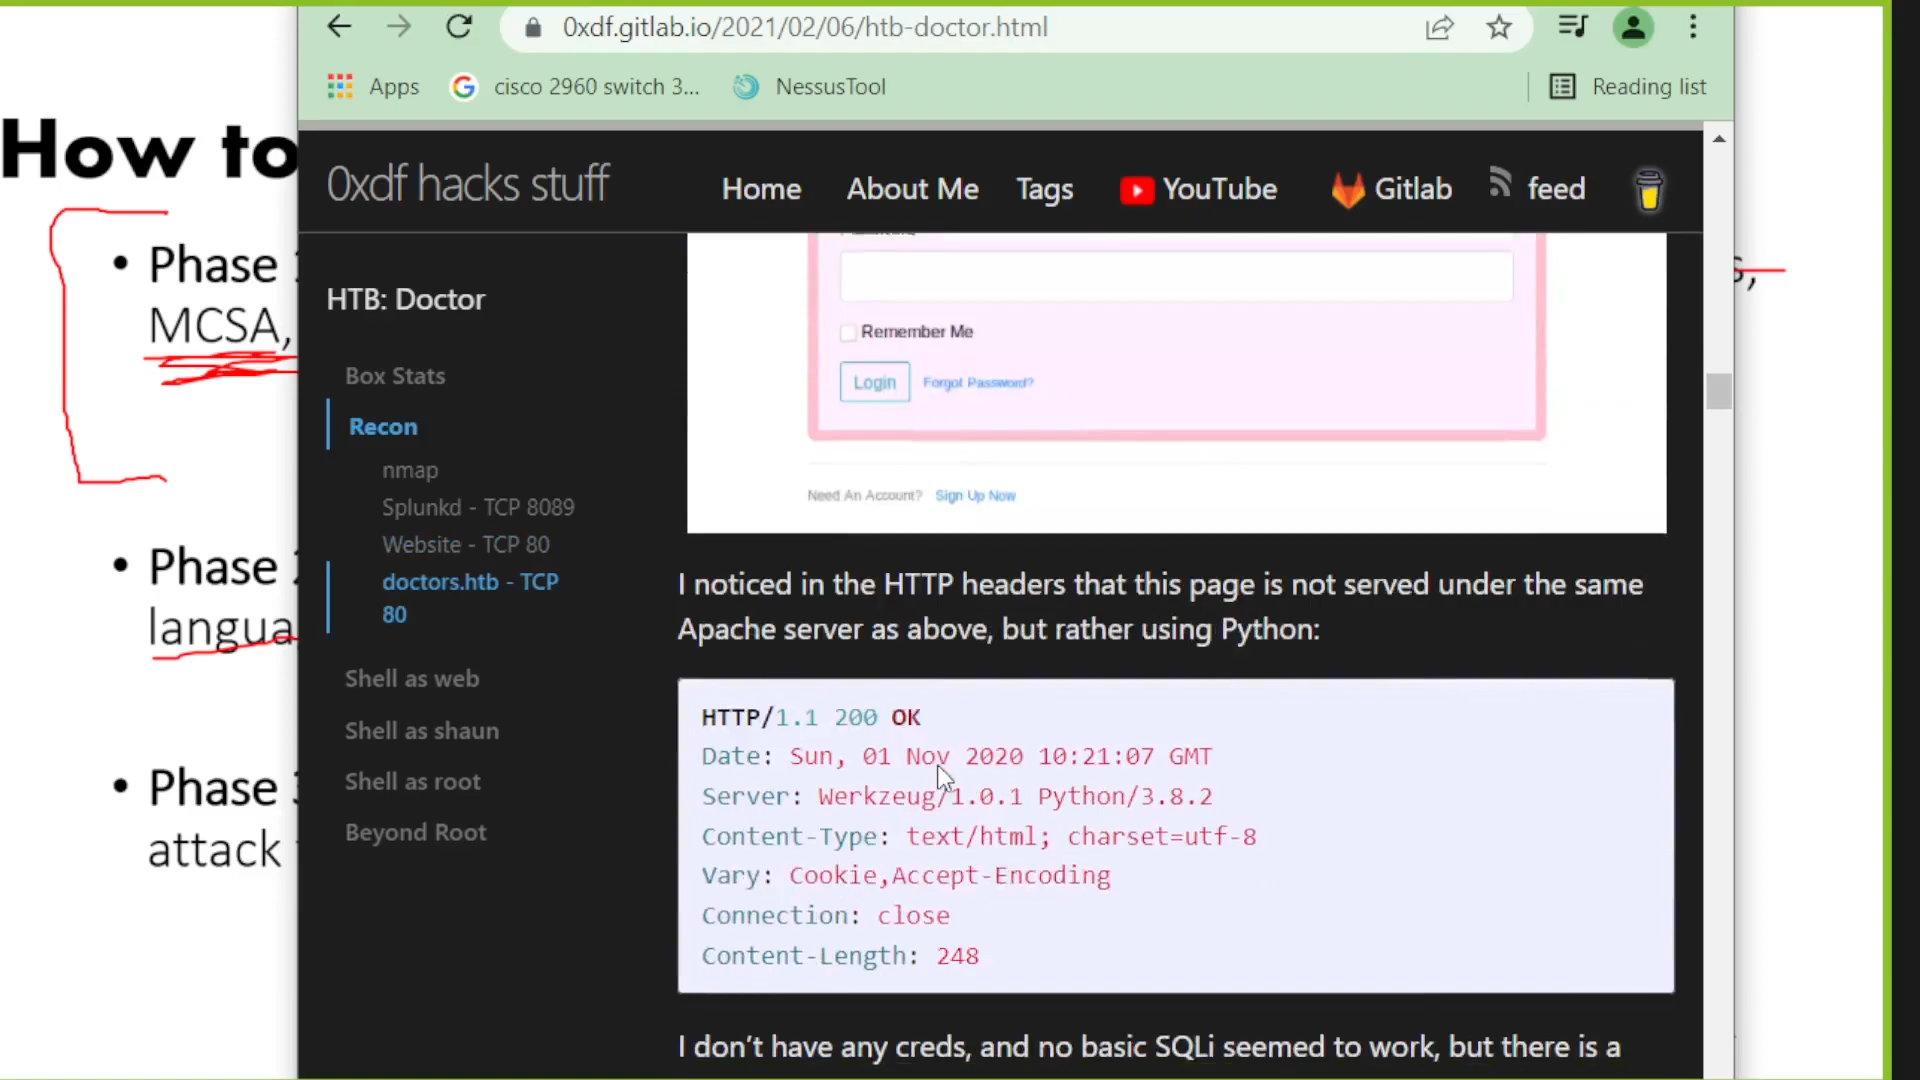 0xdf.gitlab.io/2021/02/06/htb-doctor.html
Apps
cisco 2960 switch 3...
NessusTool
Reading list
How to
Phase
MCSA,
Phase
langua
Phase
attack
0xdf hacks stuff
Home
About Me
Tags
YouTube
Gitlab
feed
HTB: Doctor
Box Stats
Recon
nmap
Splunkd - TCP 8089
Website - TCP 80
doctors.htb - TCP
80
Shell as web
Shell as shaun
Shell as root
Beyond Root
Remember Me
Login
Forgot Password?
Need An Account? Sign Up Now
I noticed in the HTTP headers that this page is not served under the same
Apache server as above, but rather using Python:
HTTP/1.1 200 OK
Date: Sun, 01 Nov 2020 10:21:07 GMT
Server: Werkzeug/1.0.1 Python/3.8.2
Content-Type: text/html; charset=utf-8
Vary: Cookie,Accept-Encoding
Connection: close
Content-Length: 248
I don't have any creds, and no basic SQLi seemed to work, but there is a